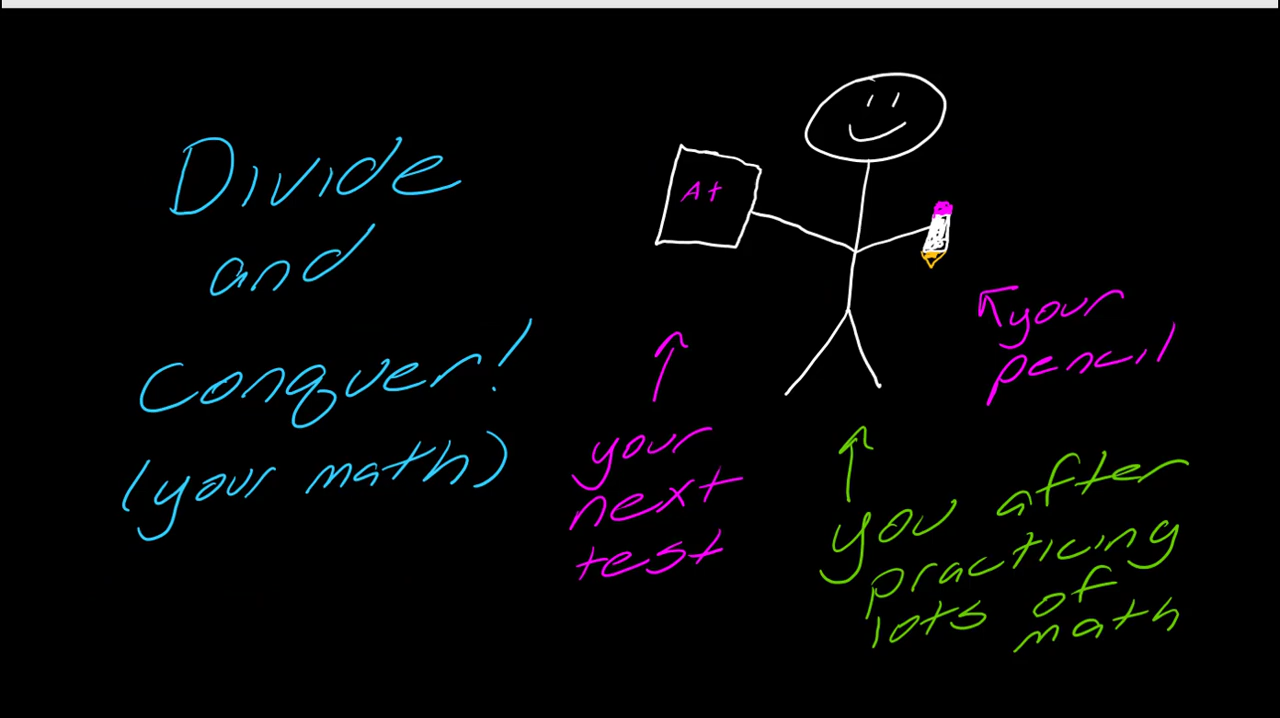 Divide
and
Conquer!
(your math)
A+
your
next
test
your
pencil
you after
practicing
lots of
math